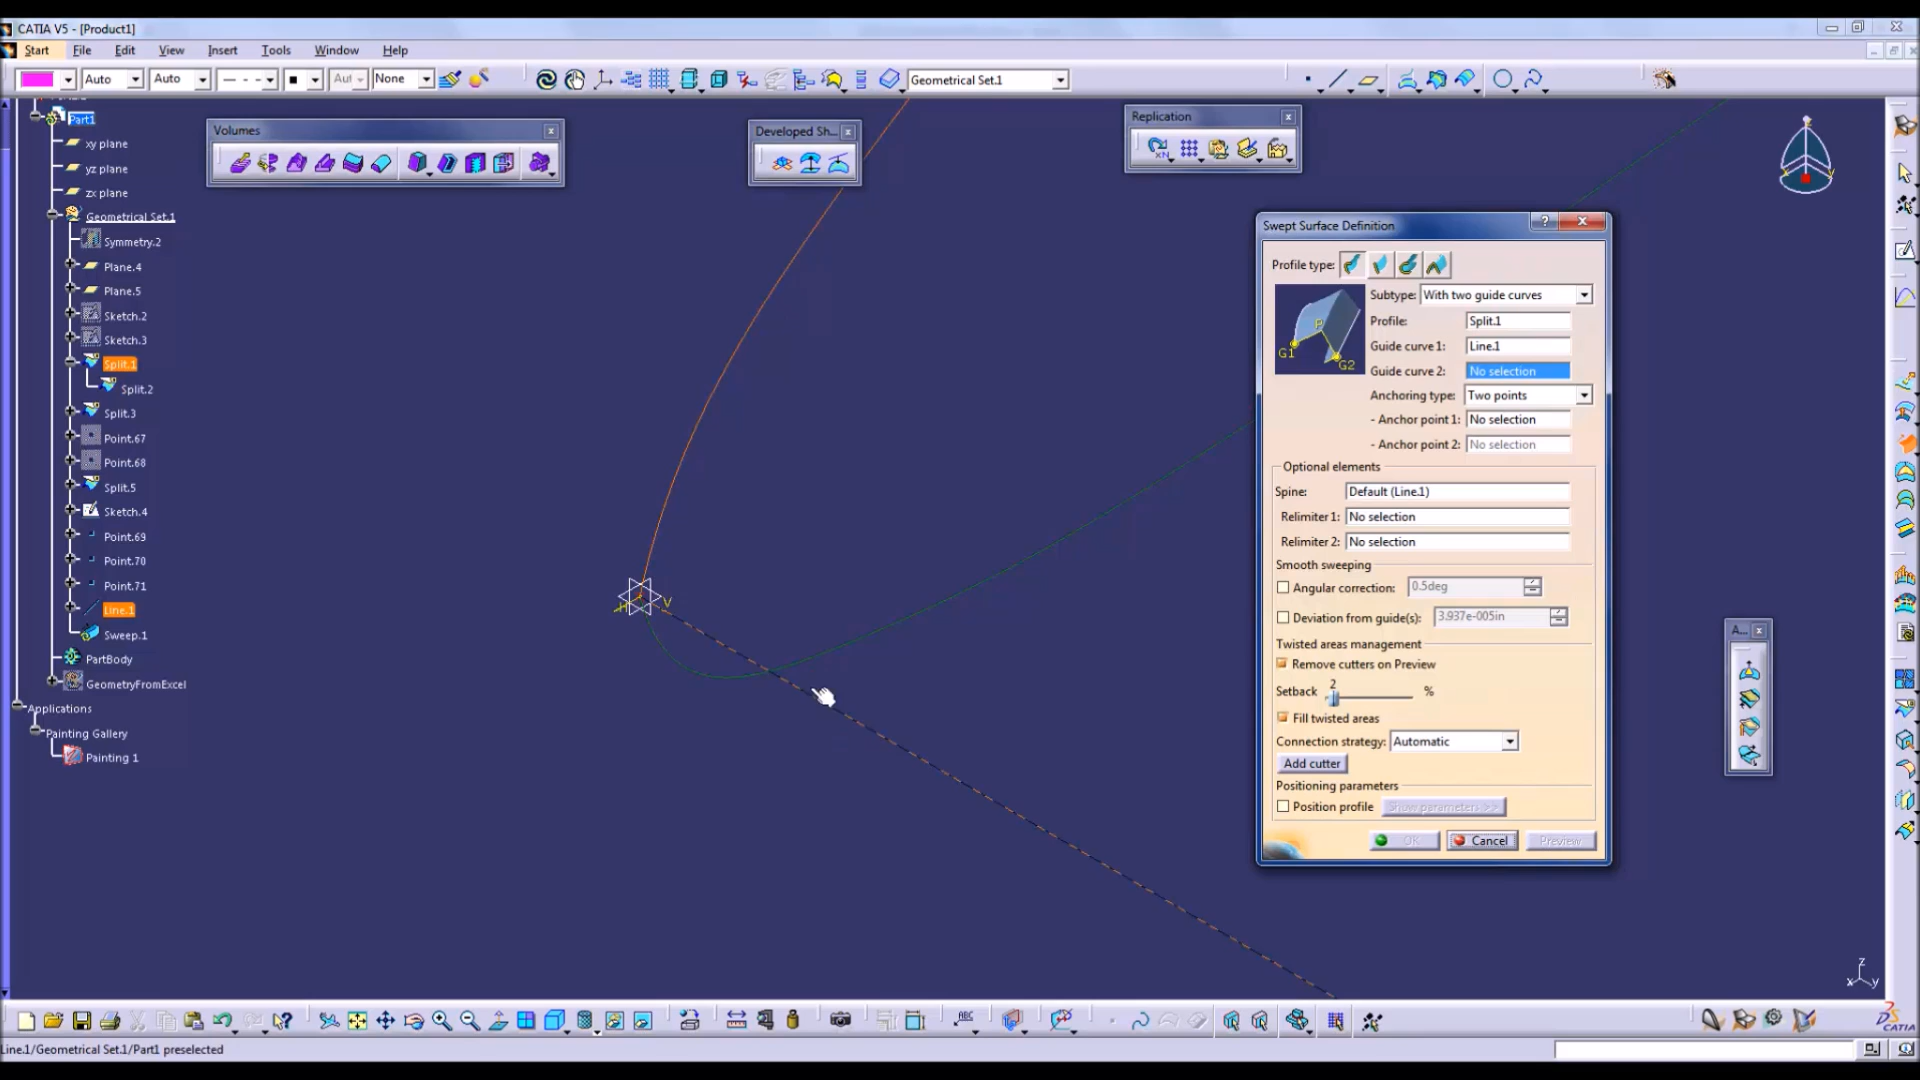 CATIA V5 - [Product1]
Start File Edit View Insert Tools Window Help
Auto Auto Aut None Geometrical Set.1
Part1
xy plane
yz plane
zx plane
Geometrical Set.1
Symmetry.2
Plane.4
Plane.5
Sketch.2
Sketch.3
Split.1
Split.2
Split.3
Point.67
Point.68
Split.5
Sketch.4
Point.69
Point.70
Point.71
Line.1
Sweep.1
PartBody
GeometryFromExcel
Applications
Painting Gallery
Painting 1
Volumes
Developed Sh...
Replication
H V
Swept Surface Definition
Profile type:
G1 P G2
Subtype: With two guide curves
Profile: Split.1
Guide curve 1: Line.1
Guide curve 2: No selection
Anchoring type: Two points
- Anchor point 1: No selection
- Anchor point 2: No selection
Optional elements
Spine: Default (Line.1)
Relimiter 1: No selection
Relimiter 2: No selection
Smooth sweeping
Angular correction: 0.5deg
Deviation from guide(s): 3.937e-005in
Twisted areas management
Remove cutters on Preview
Setback 2 %
Fill twisted areas
Connection strategy: Automatic
Add cutter
Positioning parameters
Position profile Show parameters >>
OK Cancel Preview
A...
z
x y
ABC
CATIA
Line.1/Geometrical Set.1/Part1 preselected